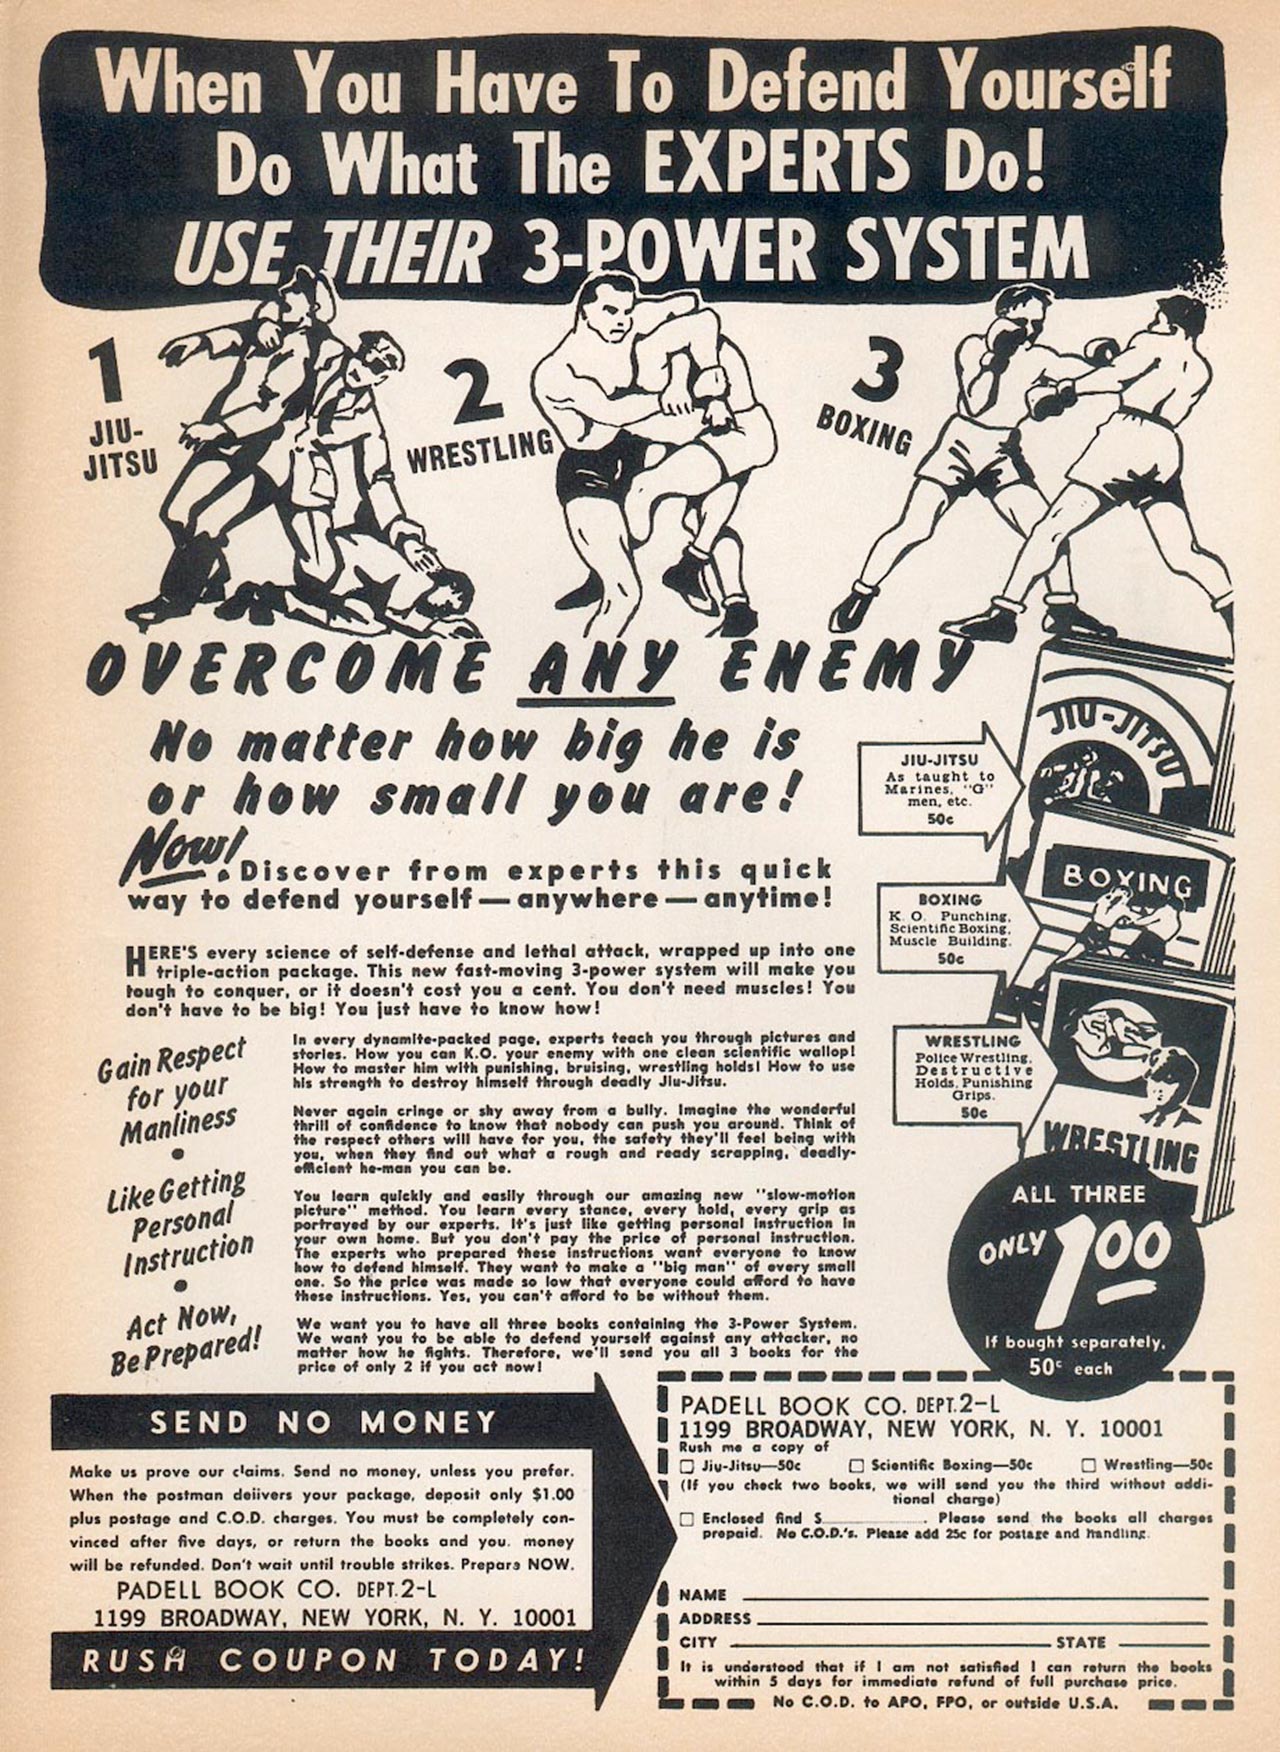 When You Have To Defend Yourself
Do What The EXPERTS Do!
USE THEIR 3-POWER SYSTEM
1
JIU-
JITSU
2
WRESTLING
3
BOXING
OVERCOME ANY ENEMY
No matter how big he is
or how small you are!
Now! Discover from experts this quick
way to defend yourself—anywhere—anytime!
HERE'S every science of self-defense and lethal attack, wrapped up into one
triple-action package. This new fast-moving 3-power system will make you
tough to conquer, or it doesn't cost you a cent. You don't need muscles! You
don't have to be big! You just have to know how!
Gain Respect
for your
Manliness
•
Like Getting
Personal
Instruction
•
Act Now,
Be Prepared!
In every dynamite-packed page, experts teach you through pictures and
stories. How you can K.O. your enemy with one clean scientific wallop!
How to master him with punishing, bruising, wrestling holds! How to use
his strength to destroy himself through deadly Jiu-Jitsu.
Never again cringe or shy away from a bully. Imagine the wonderful
thrill of confidence to know that nobody can push you around. Think of
the respect others will have for you, the safety they'll feel being with
you, when they find out what a rough and ready scrapping, deadly-
efficient he-man you can be.
You learn quickly and easily through our amazing new "slow-motion
picture" method. You learn every stance, every hold, every grip as
portrayed by our experts. It's just like getting personal instruction in
your own home. But you don't pay the price of personal instruction.
The experts who prepared these instructions want everyone to know
how to defend himself. They want to make a "big man" of every small
one. So the price was made so low that everyone could afford to have
these instructions. Yes, you can't afford to be without them.
We want you to have all three books containing the 3-Power System.
We want you to be able to defend yourself against any attacker, no
matter how he fights. Therefore, we'll send you all 3 books for the
price of only 2 if you act now!
JIU-JITSU
As taught to
Marines, "G"
men, etc.
50c
BOXING
K. O. Punching,
Scientific Boxing,
Muscle Building.
50c
WRESTLING
Police Wrestling,
Destructive
Holds, Punishing
Grips.
50c
JIU-JITSU
BOXING
WRESTLING
ALL THREE
ONLY 1.00
If bought separately,
50c each
SEND NO MONEY
Make us prove our claims. Send no money, unless you prefer.
When the postman delivers your package, deposit only $1.00
plus postage and C.O.D. charges. You must be completely con-
vinced after five days, or return the books and you. money
will be refunded. Don't wait until trouble strikes. Prepare NOW.
PADELL BOOK CO. DEPT. 2-L
1199 BROADWAY, NEW YORK, N. Y. 10001
RUSH COUPON TODAY!
PADELL BOOK CO. DEPT. 2-L
1199 BROADWAY, NEW YORK, N. Y. 10001
Rush me a copy of
☐ Jiu-Jitsu—50c ☐ Scientific Boxing—50c ☐ Wrestling—50c
(If you check two books, we will send you the third without addi-
tional charge)
☐ Enclosed find $______. Please send the books all charges
prepaid. No C.O.D.'s. Please add 25c for postage and handling.
NAME
ADDRESS
CITY STATE
It is understood that if I am not satisfied I can return the books
within 5 days for immediate refund of full purchase price.
No C.O.D. to APO, FPO, or outside U.S.A.